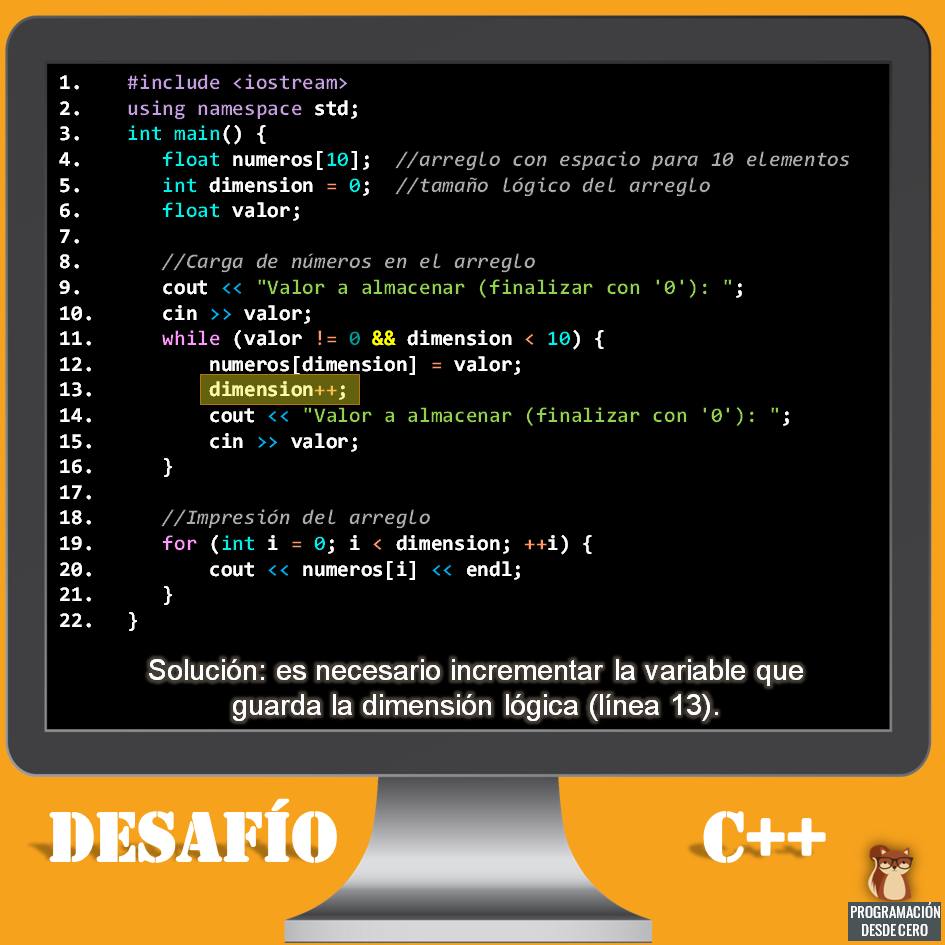 1. #include <iostream>
2. using namespace std;
3. int main() {
4. float numeros[10]; //arreglo con espacio para 10 elementos
5. int dimension = 0; //tamaño lógico del arreglo
6. float valor;
7.
8. //Carga de números en el arreglo
9. cout << "Valor a almacenar (finalizar con '0'): ";
10. cin >> valor;
11. while (valor != 0 && dimension < 10) {
12. numeros[dimension] = valor;
13. dimension++;
14. cout << "Valor a almacenar (finalizar con '0'): ";
15. cin >> valor;
16. }
17.
18. //Impresión del arreglo
19. for (int i = 0; i < dimension; ++i) {
20. cout << numeros[i] << endl;
21. }
22. }
Solución: es necesario incrementar la variable que
guarda la dimensión lógica (línea 13).
DESAFÍO
C++
PROGRAMACIÓN
DESDE CERO